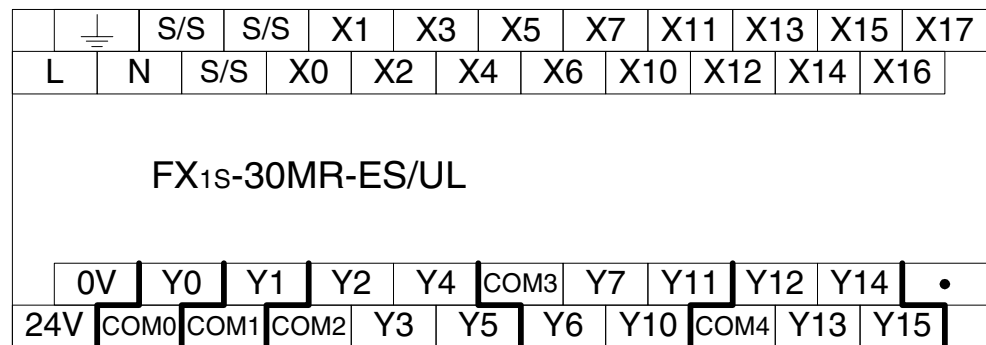 S/S S/S X1 X3 X5 X7 X11 X13 X15 X17
L N S/S X0 X2 X4 X6 X10 X12 X14 X16
FX1S-30MR-ES/UL
0V Y0 Y1 Y2 Y4 COM3 Y7 Y11 Y12 Y14 •
24V COM0 COM1 COM2 Y3 Y5 Y6 Y10 COM4 Y13 Y15